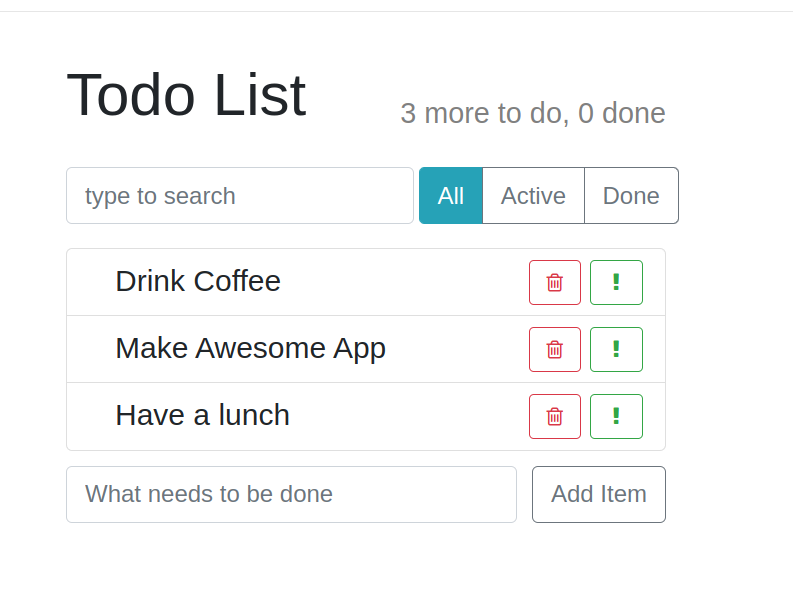 Todo List
3 more to do, 0 done
type to search
All
Active
Done
Drink Coffee
!
Make Awesome App
!
Have a lunch
!
What needs to be done
Add Item